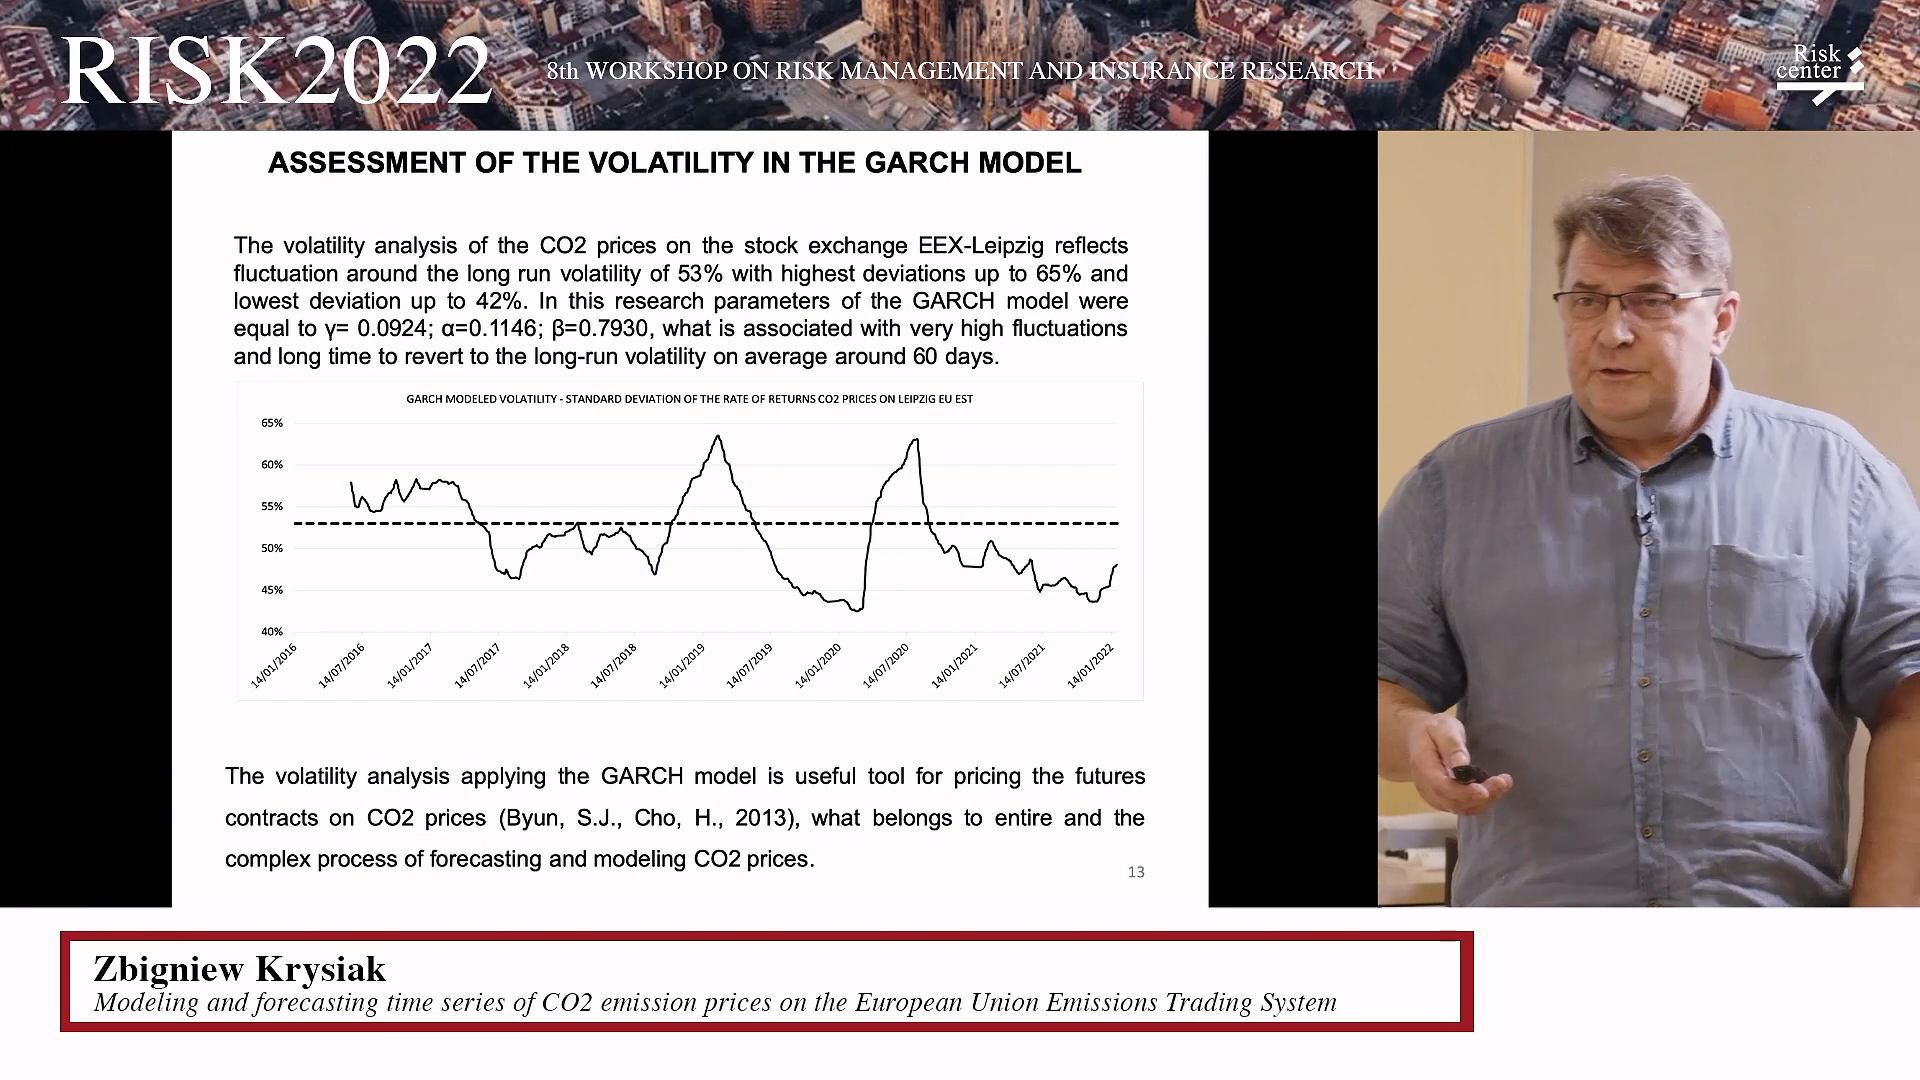 RISK2022
8th WORKSHOP ON RISK MANAGEMENT AND INSURANCE RESEARCH
Risk
center
ASSESSMENT OF THE VOLATILITY IN THE GARCH MODEL
The volatility analysis of the CO2 prices on the stock exchange EEX-Leipzig reflects
fluctuation around the long run volatility of 53% with highest deviations up to 65% and
lowest deviation up to 42%. In this research parameters of the GARCH model were
equal to γ= 0.0924; α=0.1146; β=0.7930, what is associated with very high fluctuations
and long time to revert to the long-run volatility on average around 60 days.
GARCH MODELED VOLATILITY - STANDARD DEVIATION OF THE RATE OF RETURNS CO2 PRICES ON LEIPZIG EU EST
65%
60%
55%
50%
45%
40%
14/01/2016
14/07/2016
14/01/2017
14/07/2017
14/01/2018
14/07/2018
14/01/2019
14/07/2019
14/01/2020
14/07/2020
14/01/2021
14/07/2021
14/01/2022
The volatility analysis applying the GARCH model is useful tool for pricing the futures
contracts on CO2 prices (Byun, S.J., Cho, H., 2013), what belongs to entire and the
complex process of forecasting and modeling CO2 prices.
13
Zbigniew Krysiak
Modeling and forecasting time series of CO2 emission prices on the European Union Emissions Trading System